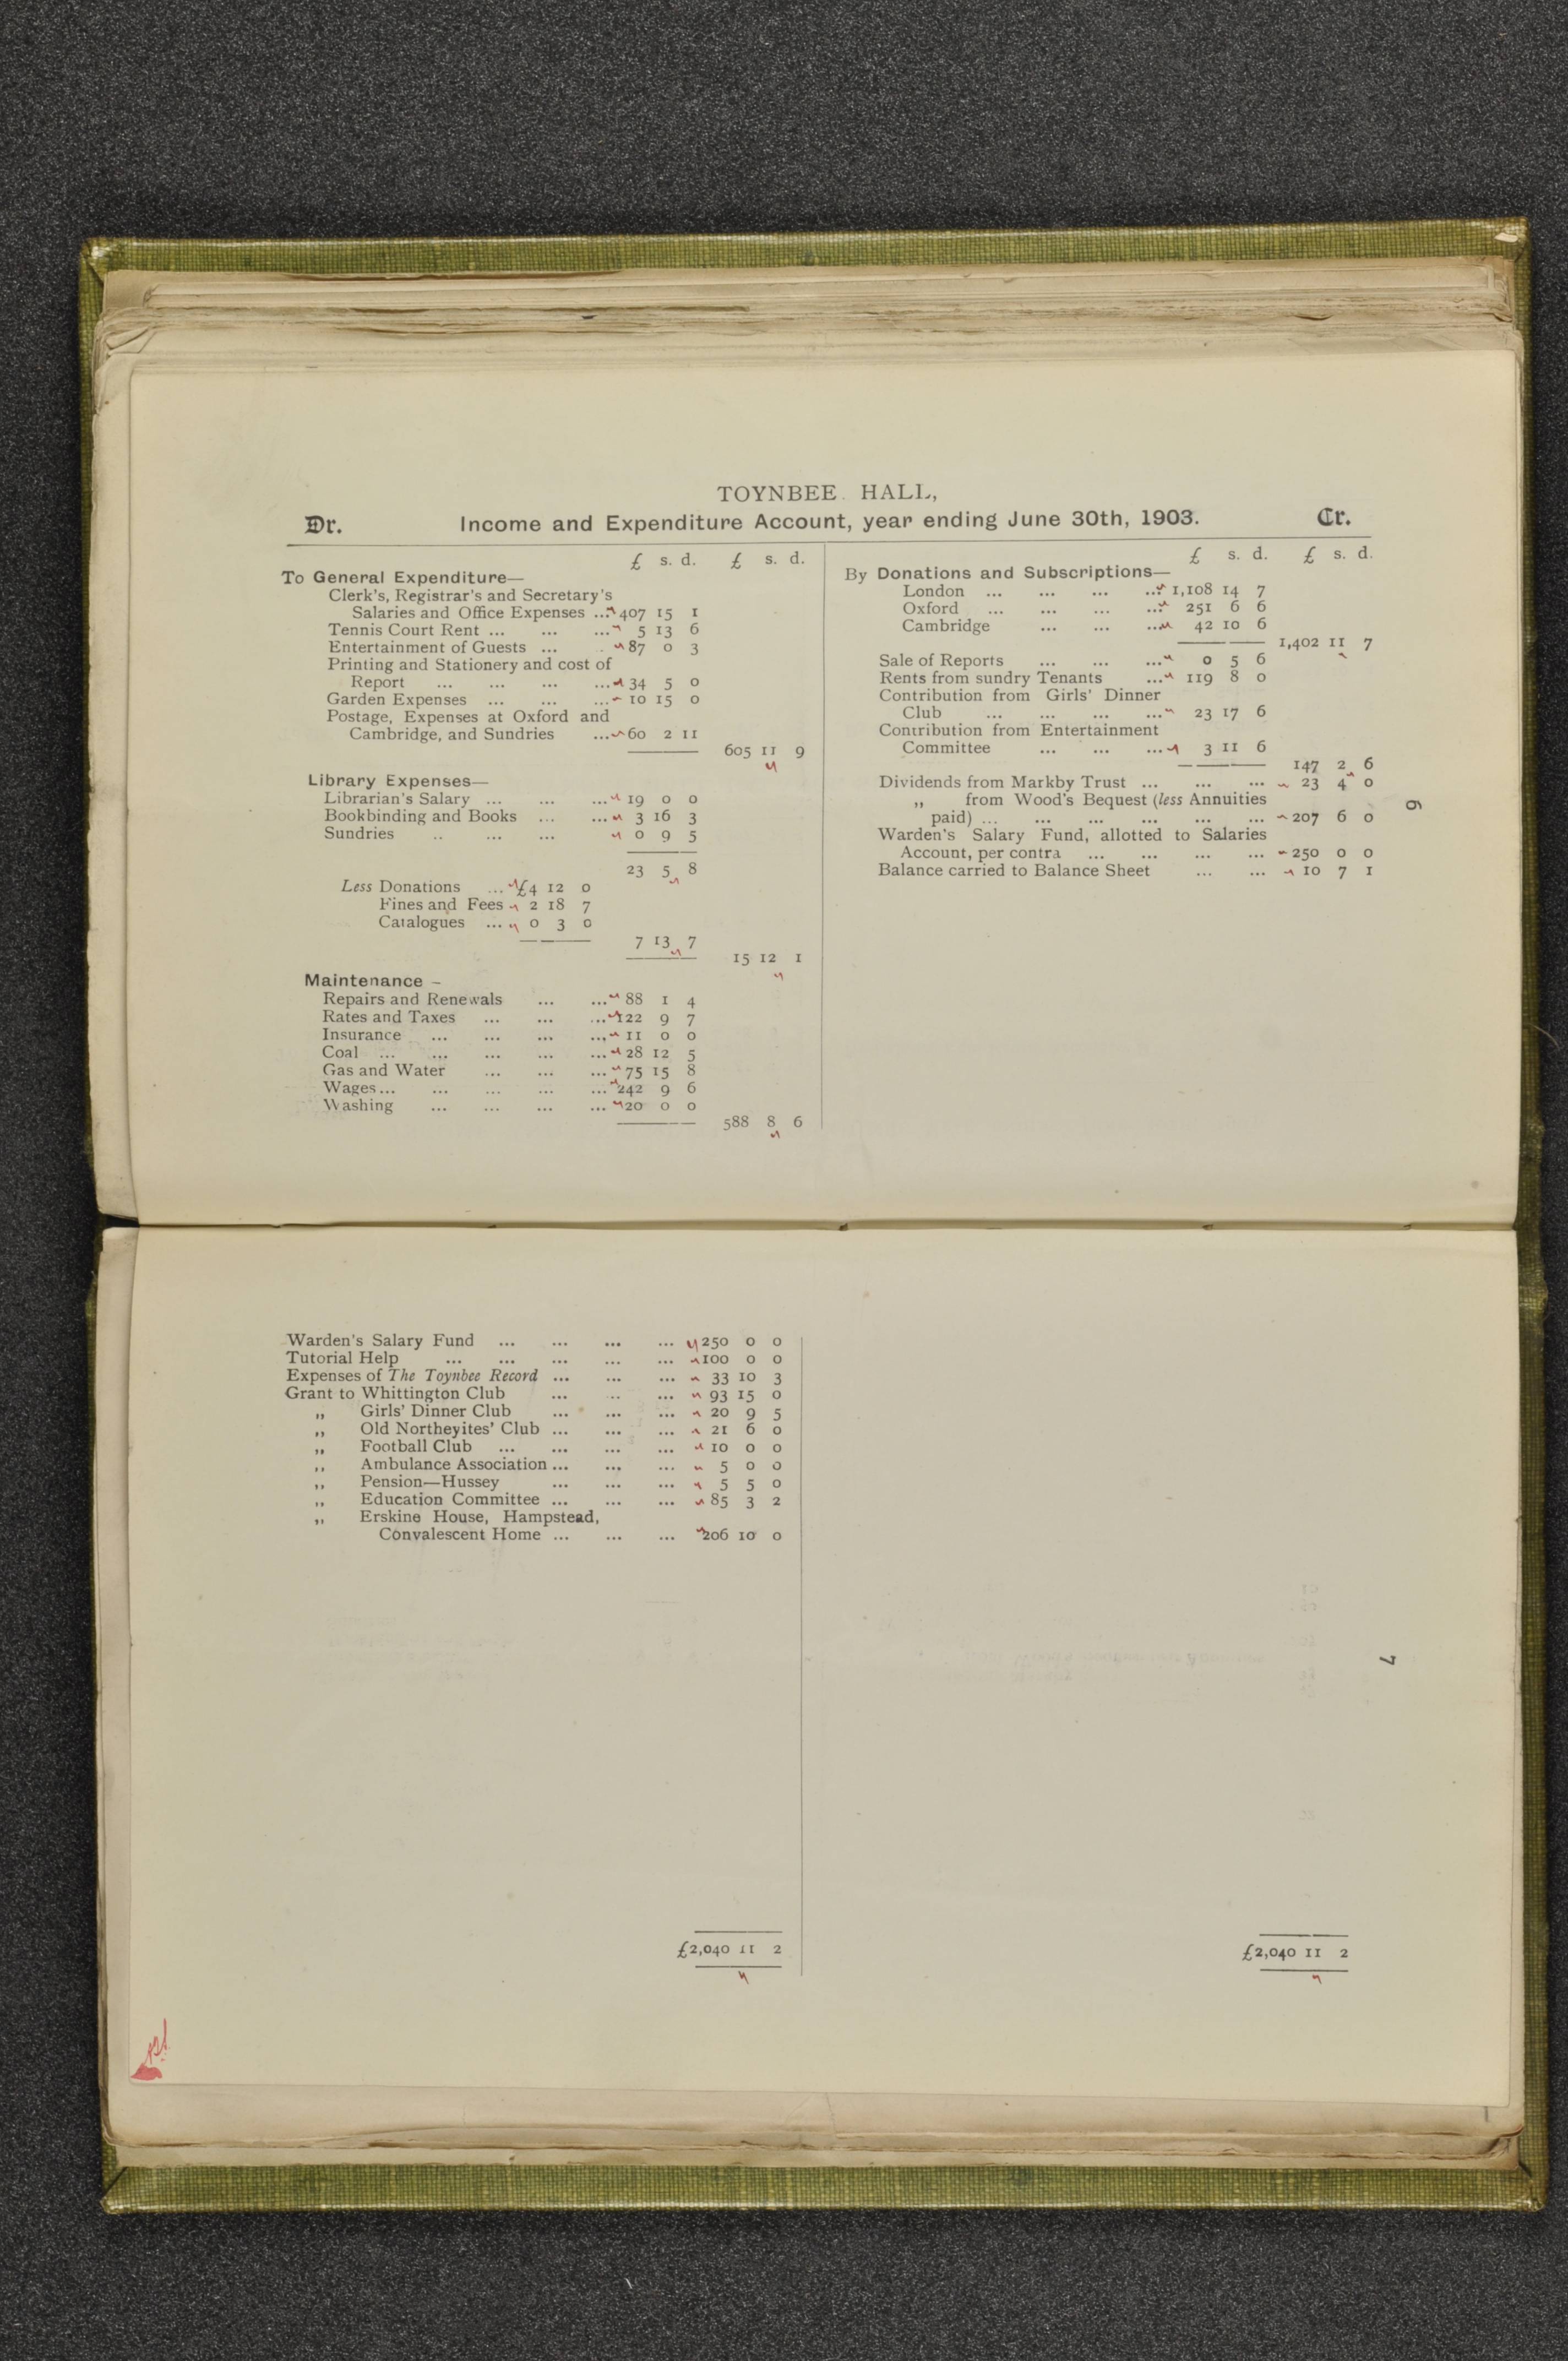 TOYNBEE HALL,
Dr. Income and Expenditure Account, year ending June 30th, 1903. Cr.
£ s. d. £ s. d.
To General Expenditure—
Clerk's, Registrar's and Secretary's
Salaries and Office Expenses ... 407 15 1
Tennis Court Rent ... ... ... 5 13 6
Entertainment of Guests ... .. 87 0 3
Printing and Stationery and cost of
Report ... ... ... ... 34 5 0
Garden Expenses ... ... ... 10 15 0
Postage, Expenses at Oxford and
Cambridge, and Sundries ... 60 2 11
605 11 9
Library Expenses—
Librarian's Salary ... ... ... 19 0 0
Bookbinding and Books ... ... 3 16 3
Sundries .. ... ... 0 9 5
23 5 8
Less Donations ... £4 12 0
Fines and Fees 2 18 7
Catalogues ... 0 3 0
7 13 7
15 12 1
Maintenance –
Repairs and Renewals ... ... 88 1 4
Rates and Taxes ... ... ... 122 9 7
Insurance ... ... ... ... 11 0 0
Coal ... ... ... ... ... 28 12 5
Gas and Water ... ... ... 75 15 8
Wages ... ... ... ... ... 242 9 6
Washing ... ... ... ... 20 0 0
588 8 6
£ s. d. £ s. d.
By Donations and Subscriptions—
London ... ... ... ... 1,108 14 7
Oxford ... ... ... ... 251 6 6
Cambridge ... ... ... 42 10 6
1,402 11 7
Sale of Reports ... ... ... 0 5 6
Rents from sundry Tenants ... 119 8 0
Contribution from Girls' Dinner
Club ... ... ... ... 23 17 6
Contribution from Entertainment
Committee ... ... ... 3 11 6
147 2 6
Dividends from Markby Trust ... ... ... 23 4 0
„ from Wood's Bequest (less Annuities
paid) ... ... ... ... ... ... 207 6 0
Warden's Salary Fund, allotted to Salaries
Account, per contra ... ... ... ... 250 0 0
Balance carried to Balance Sheet ... ... 10 7 1
6
Warden's Salary Fund ... ... ... ... 250 0 0
Tutorial Help ... ... ... ... ... 100 0 0
Expenses of The Toynbee Record ... ... ... 33 10 3
Grant to Whittington Club ... ... ... 93 15 0
„ Girls' Dinner Club ... ... ... 20 9 5
„ Old Northeyites' Club ... ... ... 21 6 0
„ Football Club ... ... ... ... 10 0 0
„ Ambulance Association ... ... ... 5 0 0
„ Pension—Hussey ... ... ... 5 5 0
„ Education Committee ... ... ... 85 3 2
„ Erskine House, Hampstead,
Convalescent Home ... ... ... 206 10 0
£2,040 11 2
£2,040 11 2
7